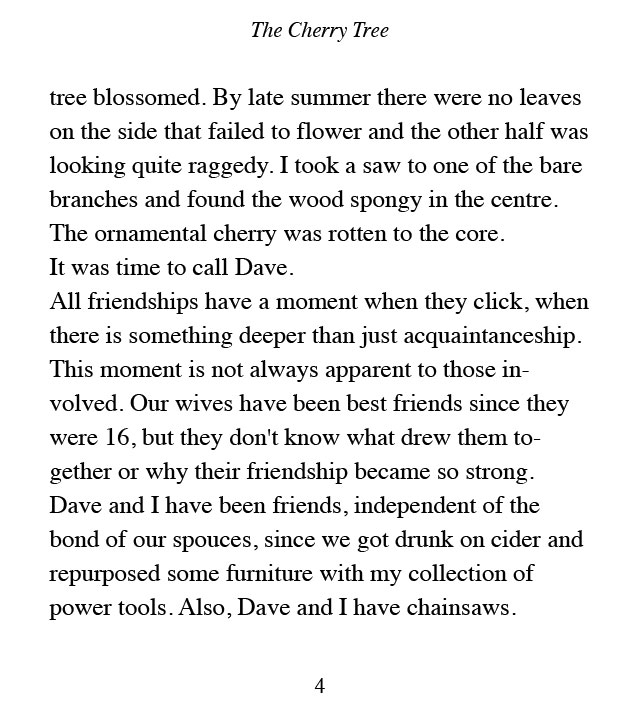 The Cherry Tree
tree blossomed. By late summer there were no leaves
on the side that failed to flower and the other half was
looking quite raggedy. I took a saw to one of the bare
branches and found the wood spongy in the centre.
The ornamental cherry was rotten to the core.
It was time to call Dave.
All friendships have a moment when they click, when
there is something deeper than just acquaintanceship.
This moment is not always apparent to those in-
volved. Our wives have been best friends since they
were 16, but they don't know what drew them to-
gether or why their friendship became so strong.
Dave and I have been friends, independent of the
bond of our spouces, since we got drunk on cider and
repurposed some furniture with my collection of
power tools. Also, Dave and I have chainsaws.
4